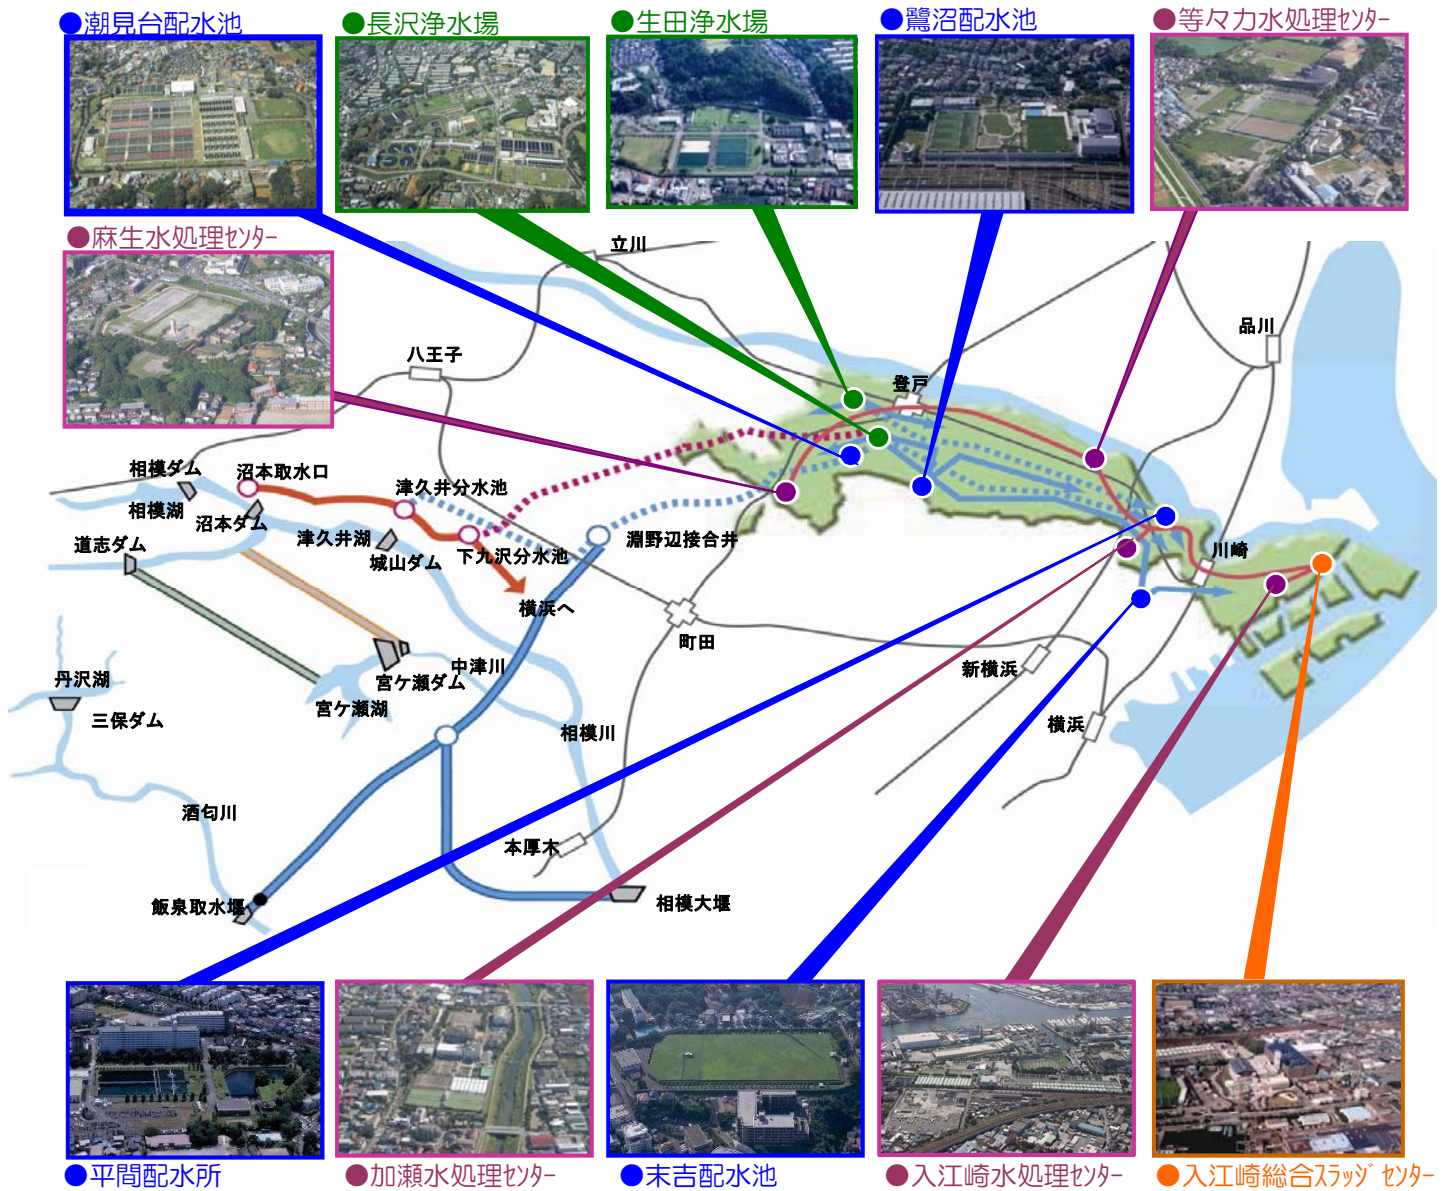 ●潮見台配水池
●長沢浄水場
●生田浄水場
●鷺沼配水池
●等々力水処理センター
●麻生水処理センター
立川
品川
八王子
登戸
相模ダム
沼本取水口
津久井分水池
相模湖
沼本ダム
津久井湖
道志ダム
城山ダム
下九沢分水池
淵野辺接合井
川崎
横浜へ
町田
中津川
新横浜
丹沢湖
宮ケ瀬ダム
宮ケ瀬湖
三保ダム
相模川
横浜
酒匂川
本厚木
飯泉取水堰
相模大堰
●平間配水所
●加瀬水処理センター
●末吉配水池
●入江崎水処理センター
●入江崎総合スラッジセンター